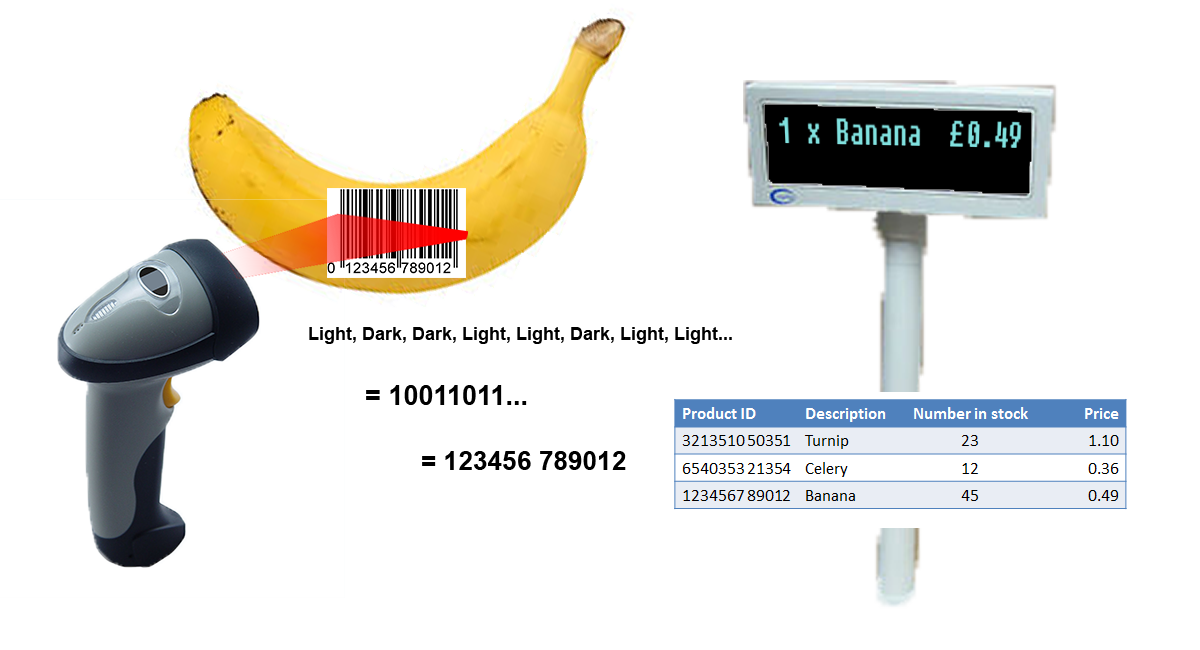 1 x Banana £0.49
0 123456 789012
Light, Dark, Dark, Light, Light, Dark, Light, Light...
= 10011011...
= 123456 789012
Product ID Description Number in stock Price
321351050351 Turnip 23 1.10
654035321354 Celery 12 0.36
123456789012 Banana 45 0.49